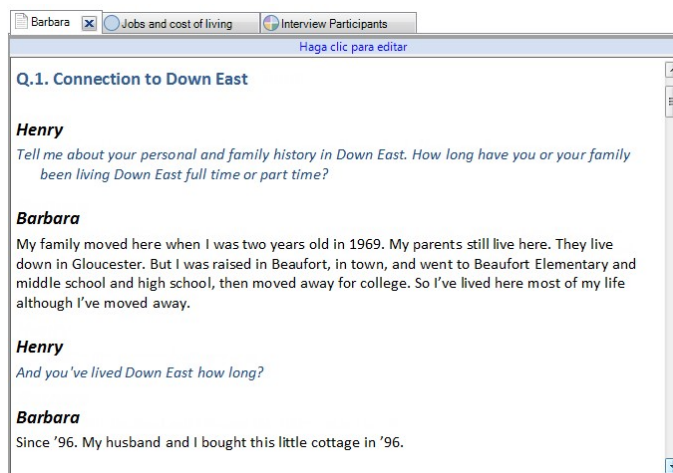 Barbara
Jobs and cost of living
Interview Participants
Haga clic para editar
Q.1. Connection to Down East
Henry
Tell me about your personal and family history in Down East. How long have you or your family
been living Down East full time or part time?
Barbara
My family moved here when I was two years old in 1969. My parents still live here. They live
down in Gloucester. But I was raised in Beaufort, in town, and went to Beaufort Elementary and
middle school and high school, then moved away for college. So I've lived here most of my life
although I've moved away.
Henry
And you've lived Down East how long?
Barbara
Since ’96. My husband and I bought this little cottage in ’96.